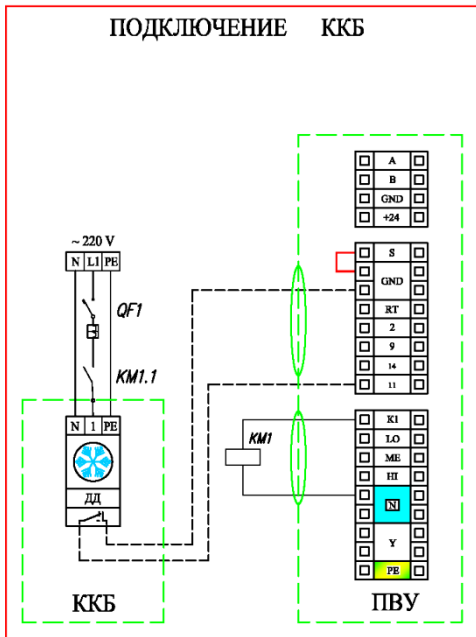 ПОДКЛЮЧЕНИЕ ККБ
A
B
GND
+24
~ 220 V
N L1 PE
S
GND
RT
2
9
14
11
QF1
KM1.1
N 1 PE
ДД
ККБ
KM1
K1
LO
ME
HI
N
Y
PE
ПВУ